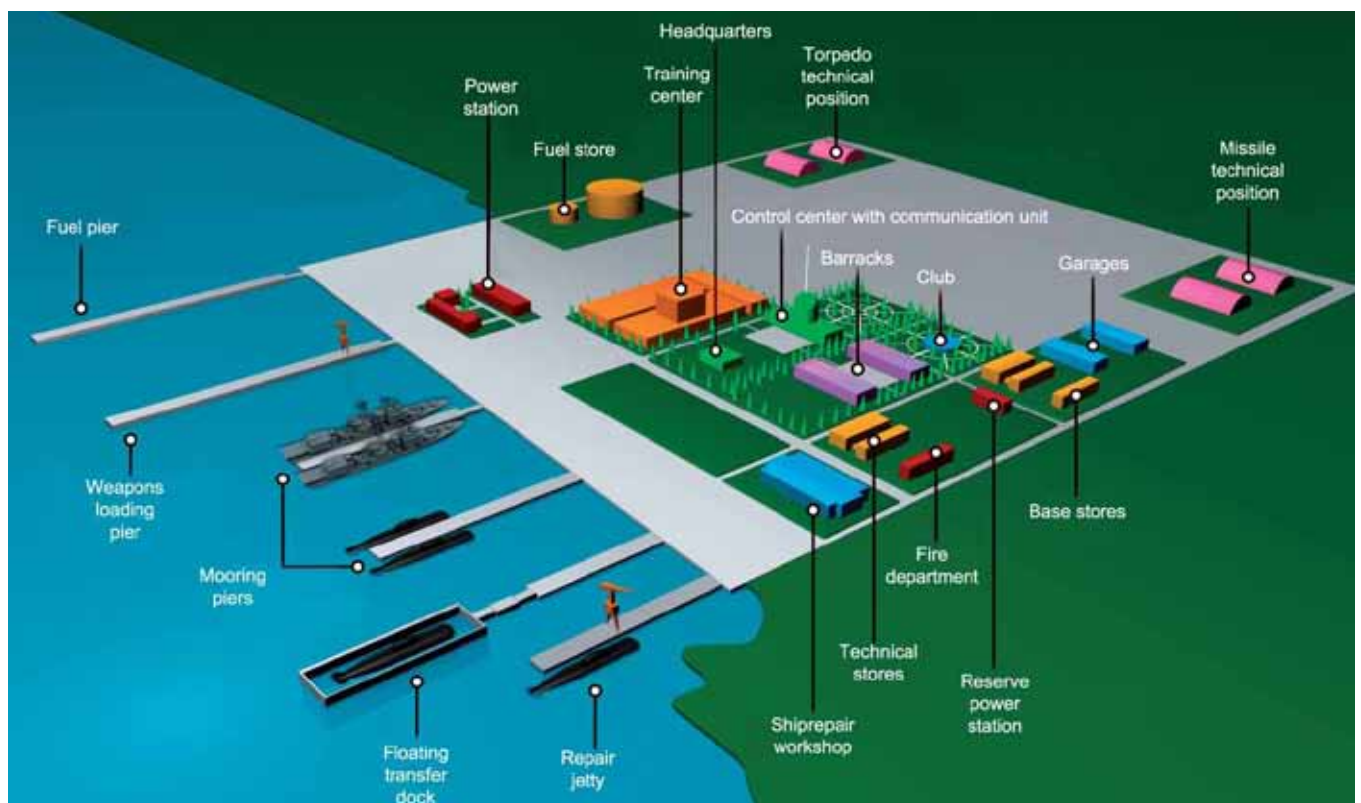 Headquarters
Torpedo
technical
position
Training
center
Power
station
Fuel store
Missile
technical
position
Control center with communication unit
Fuel pier
Barracks
Club
Garages
Weapons
loading
pier
Base stores
Mooring
piers
Fire
department
Technical
stores
Reserve
power
station
Shiprepair
workshop
Floating
transfer
dock
Repair
jetty